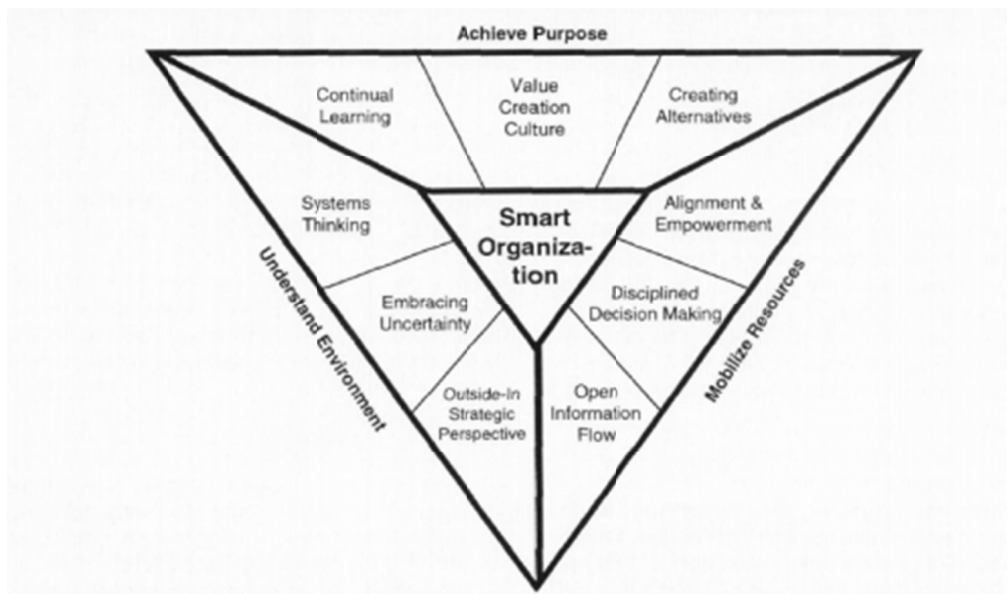 Achieve Purpose
Continual
Learning
Value
Creation
Culture
Creating
Alternatives
Systems
Thinking
Smart
Organiza-
tion
Alignment &
Empowerment
Understand Environment
Embracing
Uncertainty
Disciplined
Decision Making
Mobilize Resources
Outside-In
Strategic
Perspective
Open
Information
Flow